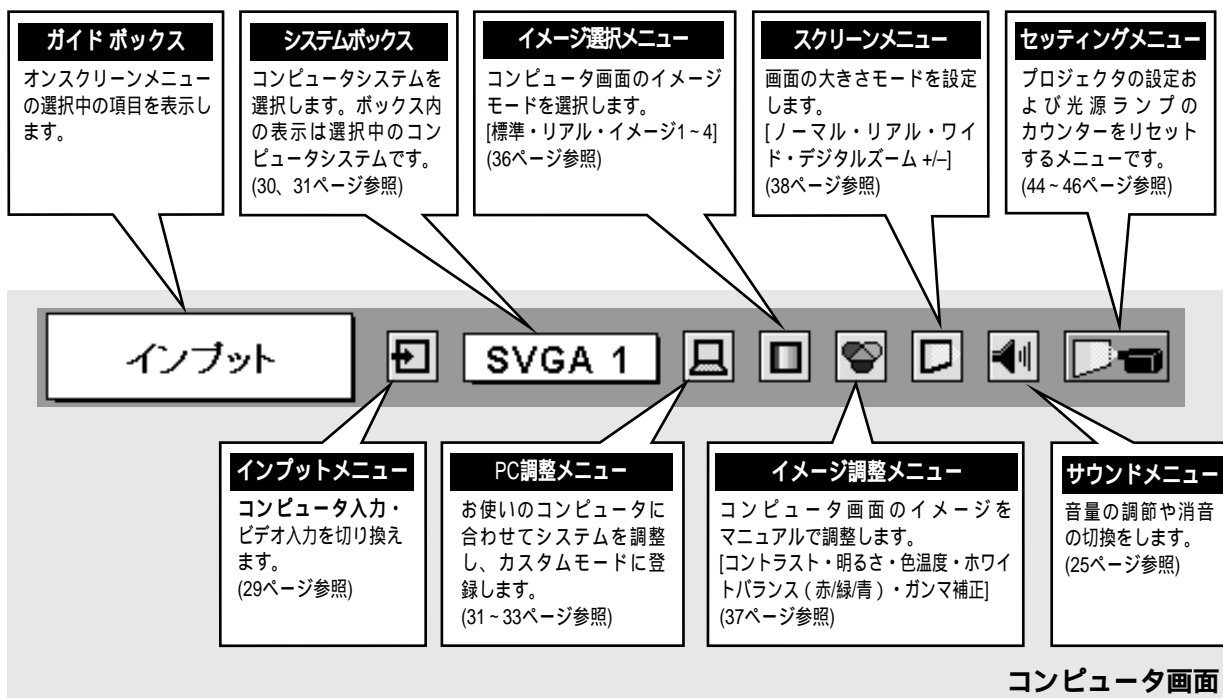 ガイド ボックス
オンスクリーンメニュー
の選択中の項目を表示し
ます。
システムボックス
コンピュータシステムを
選択します。ボックス内
の表示は選択中のコン
ピュータシステムです。
(30、31ページ参照)
イメージ選択メニュー
コンピュータ画面のイメージ
モードを選択します。
[標準・リアル・イメージ1~4]
(36ページ参照)
スクリーンメニュー
画面の大きさモードを設定
します。
[ノーマル・リアル・ワイ
ド・デジタルズーム +/–]
(38ページ参照)
セッティングメニュー
プロジェクタの設定お
よび光源ランプの
カウンターをリセット
するメニューです。
(44~46ページ参照)
インプット
SVGA 1
インプットメニュー
コンピュータ入力・
ビデオ入力を切り換え
ます。
(29ページ参照)
PC調整メニュー
お使いのコンピュータに
合わせてシステムを調整
し、カスタムモードに登
録します。
(31~33ページ参照)
イメージ調整メニュー
コンピュータ画面のイメージを
マニュアルで調整します。
[コントラスト・明るさ・色温度・ホワイ
トバランス(赤/緑/青)・ガンマ補正]
(37ページ参照)
サウンドメニュー
音量の調節や消音
の切換をします。
(25ページ参照)
コンピュータ画面